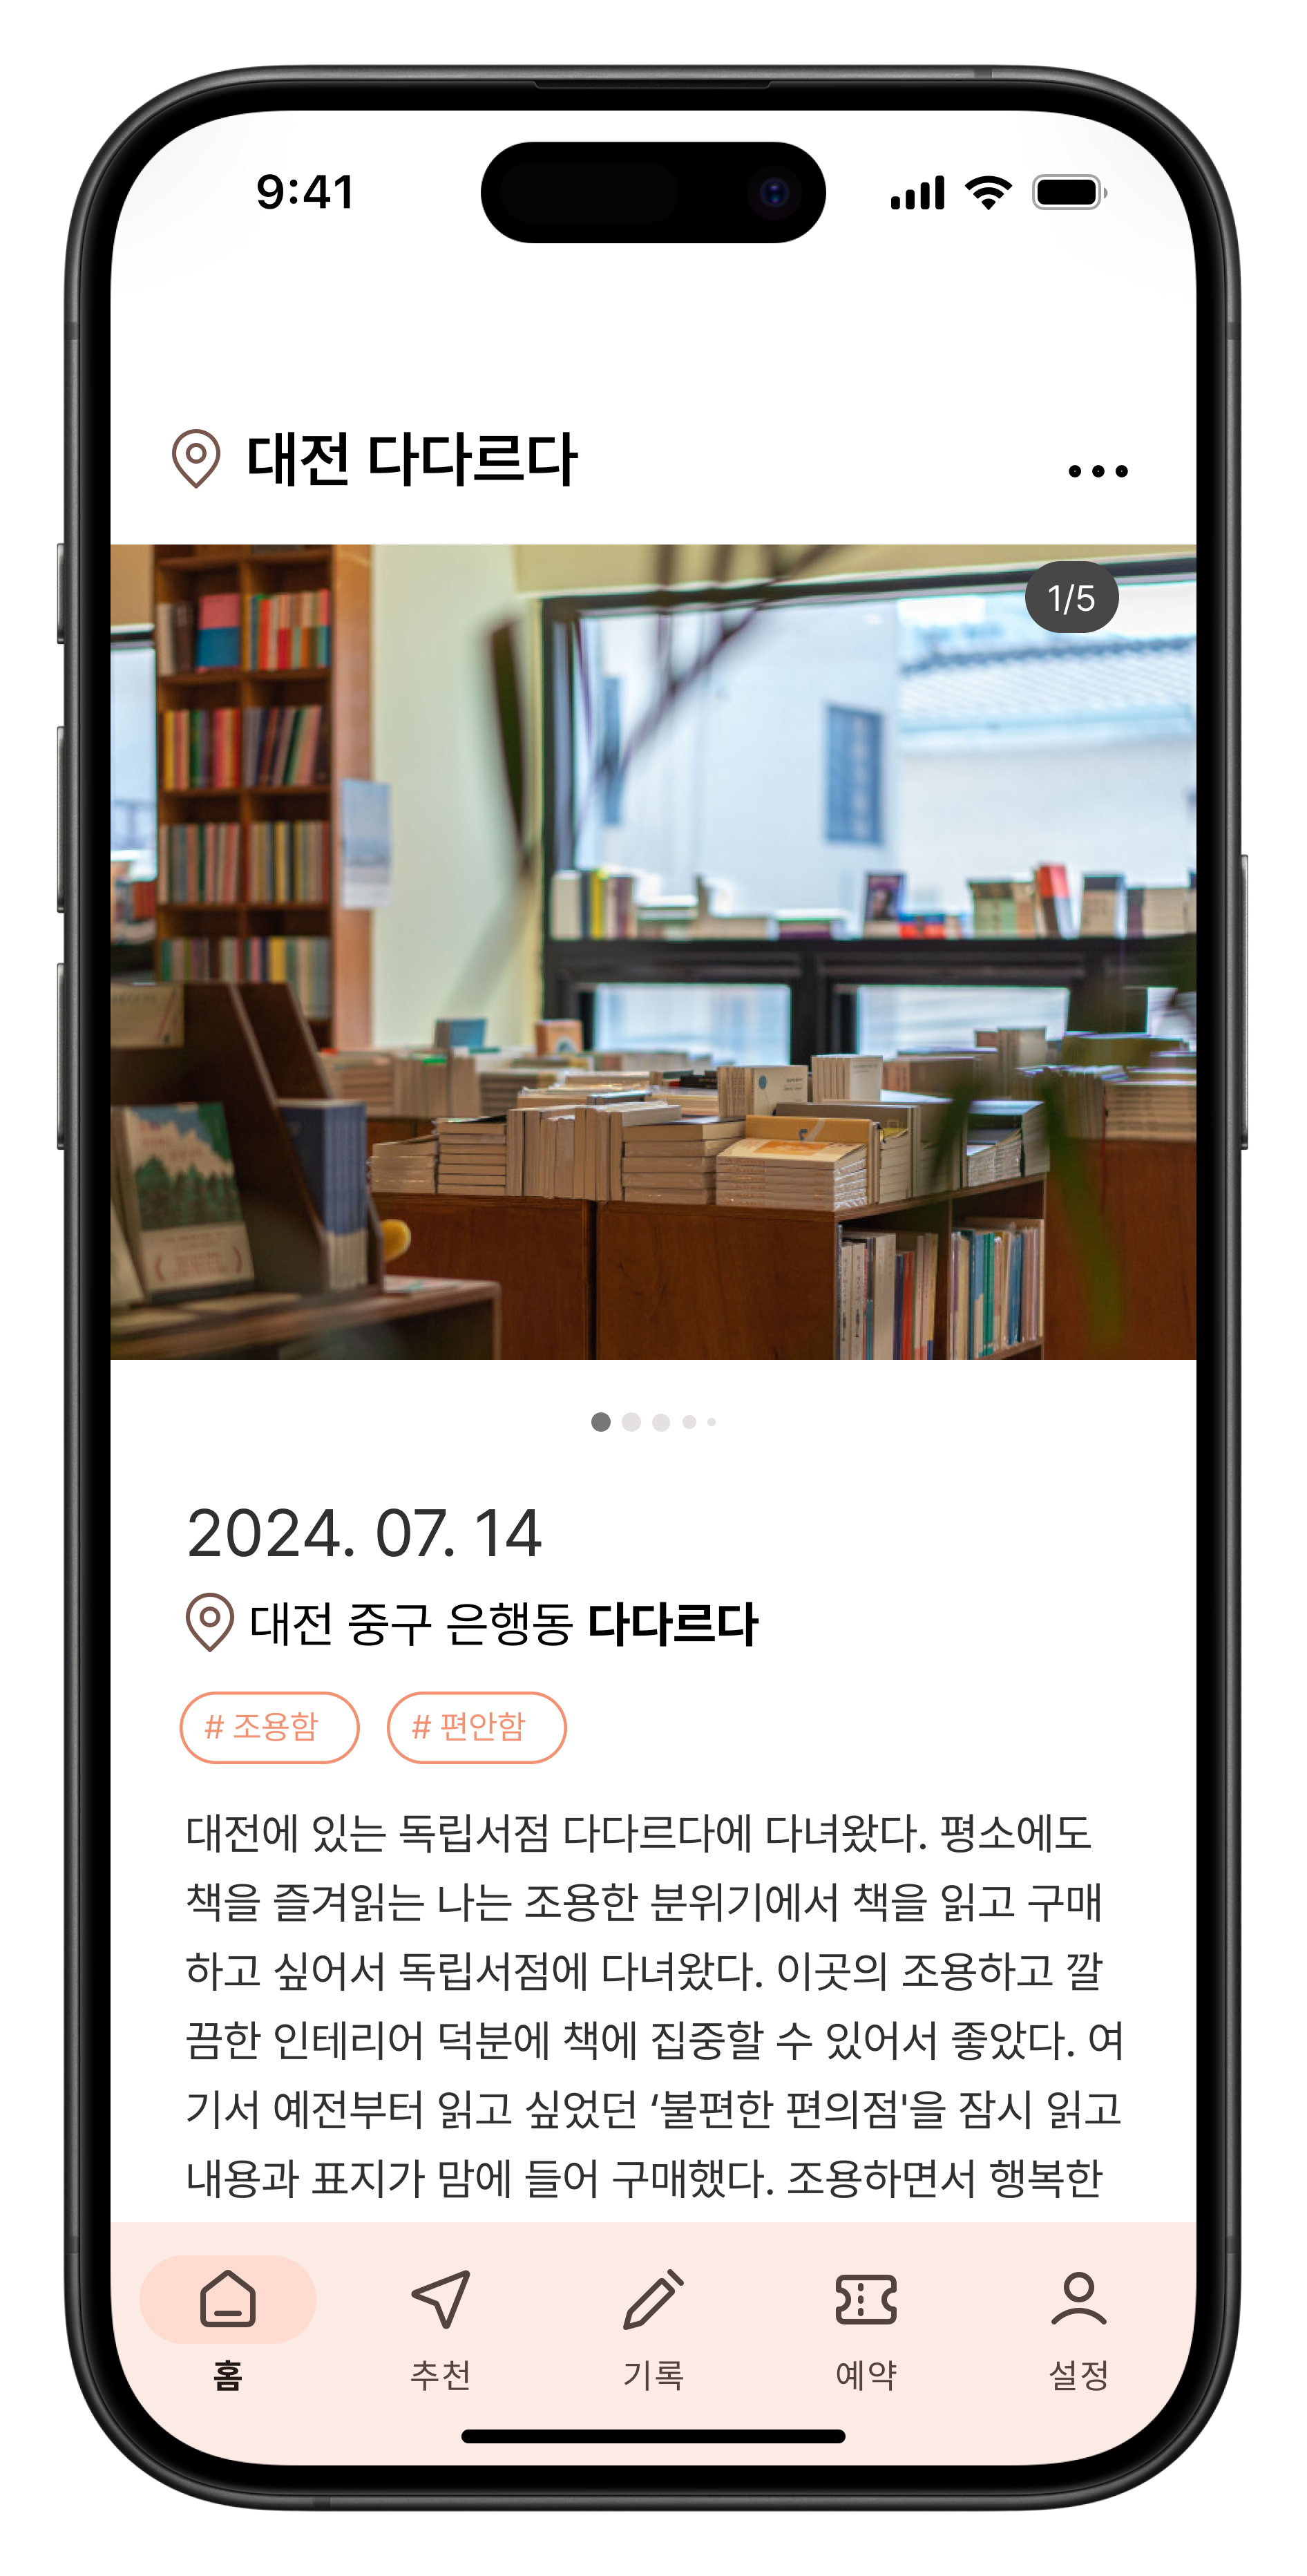 9:41
대전 다다르다
1/5
2024. 07. 14
대전 중구 은행동 다다르다
# 조용함 # 편안함
대전에 있는 독립서점 다다르다에 다녀왔다. 평소에도
책을 즐겨읽는 나는 조용한 분위기에서 책을 읽고 구매
하고 싶어서 독립서점에 다녀왔다. 이곳의 조용하고 깔
끔한 인테리어 덕분에 책에 집중할 수 있어서 좋았다. 여
기서 예전부터 읽고 싶었던 ‘불편한 편의점'을 잠시 읽고
내용과 표지가 맘에 들어 구매했다. 조용하면서 행복한
홈 추천 기록 예약 설정